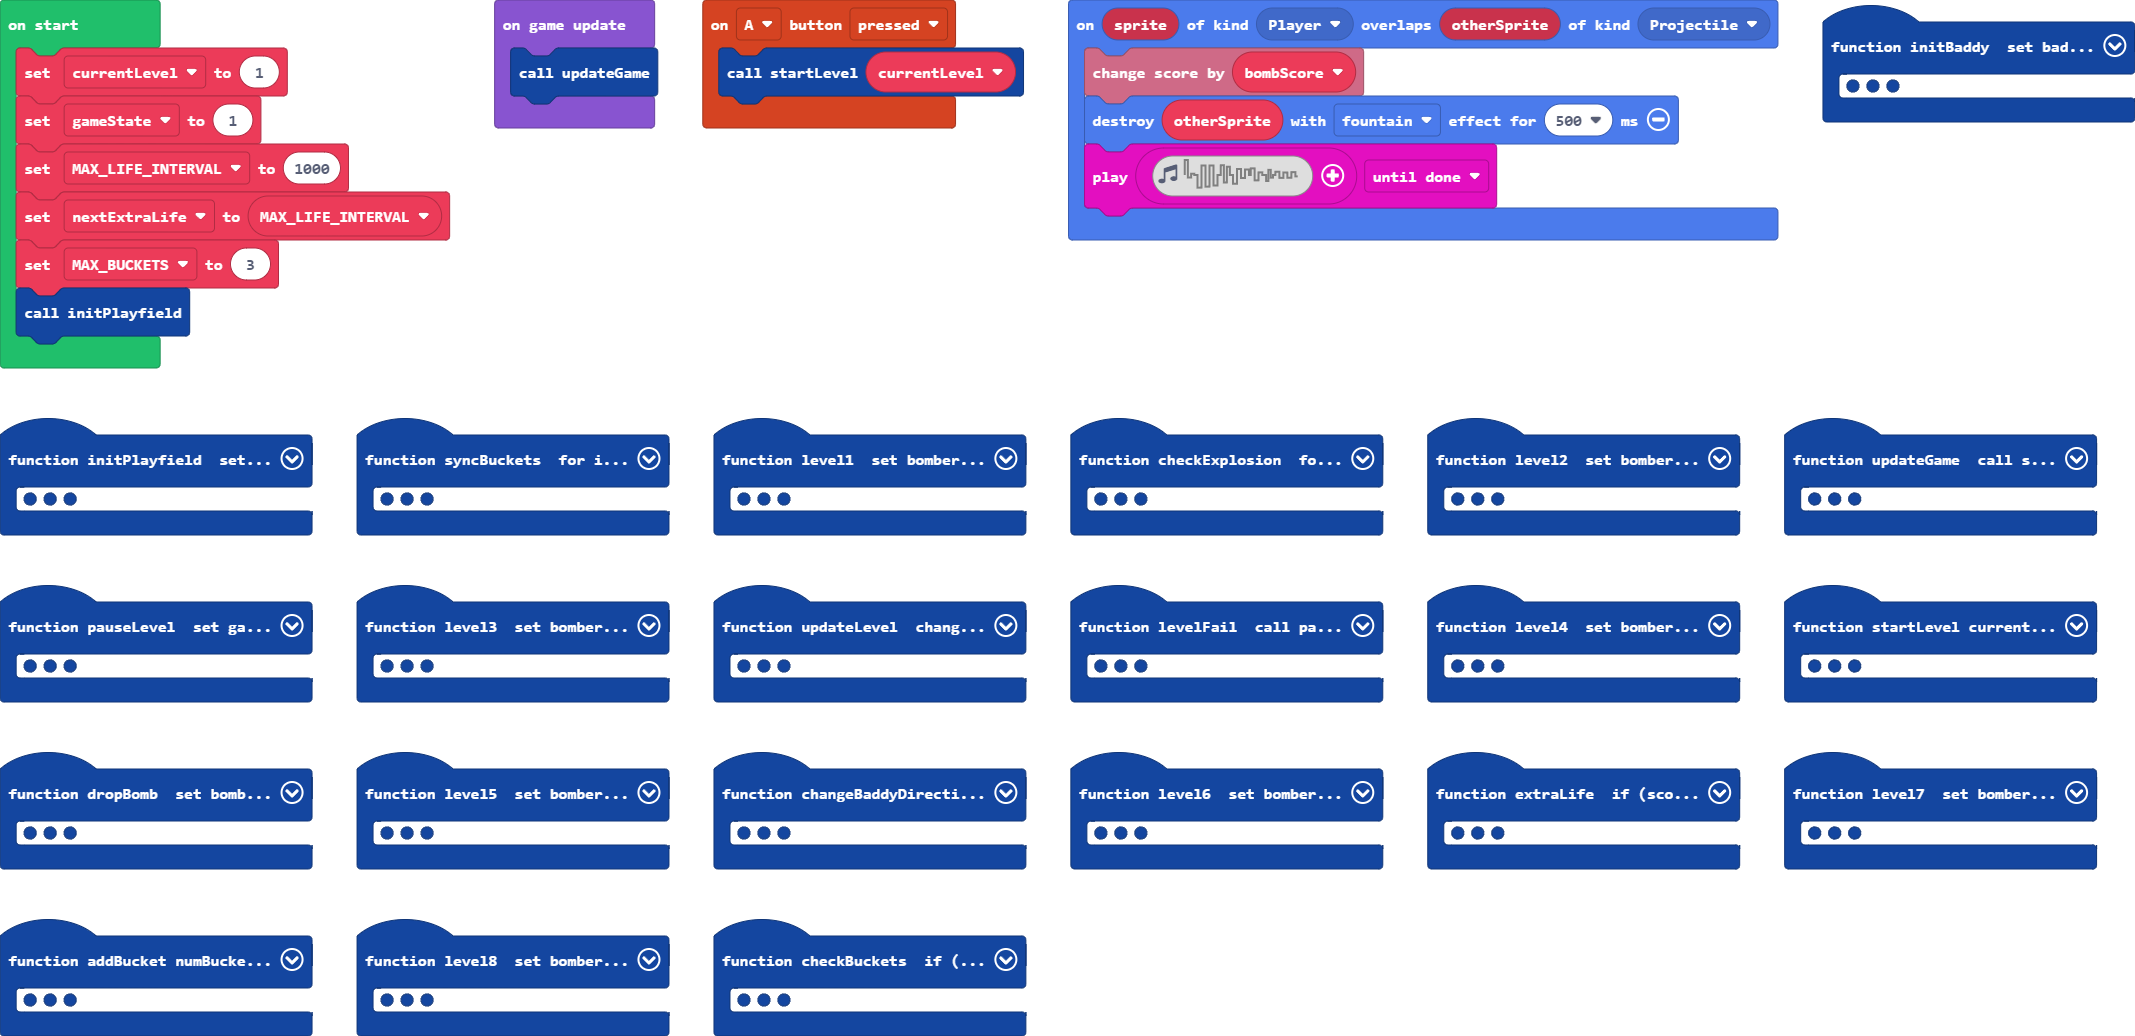 on start
set currentLevel to 1
set gameState to 1
set MAX_LIFE_INTERVAL to 1000
set nextExtraLife to MAX_LIFE_INTERVAL
set MAX_BUCKETS to 3
call initPlayfield
on game update
call updateGame
on A button pressed
call startLevel currentLevel
on sprite of kind Player overlaps otherSprite of kind Projectile
change score by bombScore
destroy otherSprite with fountain effect for 500 ms
play until done
function initBaddy set bad...
function initPlayfield set...
function syncBuckets for i...
function level1 set bomber...
function checkExplosion fo...
function level2 set bomber...
function updateGame call s...
function pauseLevel set ga...
function level3 set bomber...
function updateLevel chang...
function levelFail call pa...
function level4 set bomber...
function startLevel current...
function dropBomb set bomb...
function level5 set bomber...
function changeBaddyDirecti...
function level6 set bomber...
function extraLife if (sco...
function level7 set bomber...
function addBucket numBucke...
function level8 set bomber...
function checkBuckets if (...